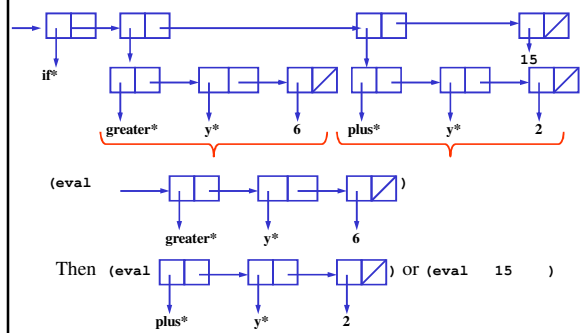 if*
15
greater* y* 6 plus* y* 2
(eval )
greater* y* 6
Then (eval ) or (eval 15 )
plus* y* 2